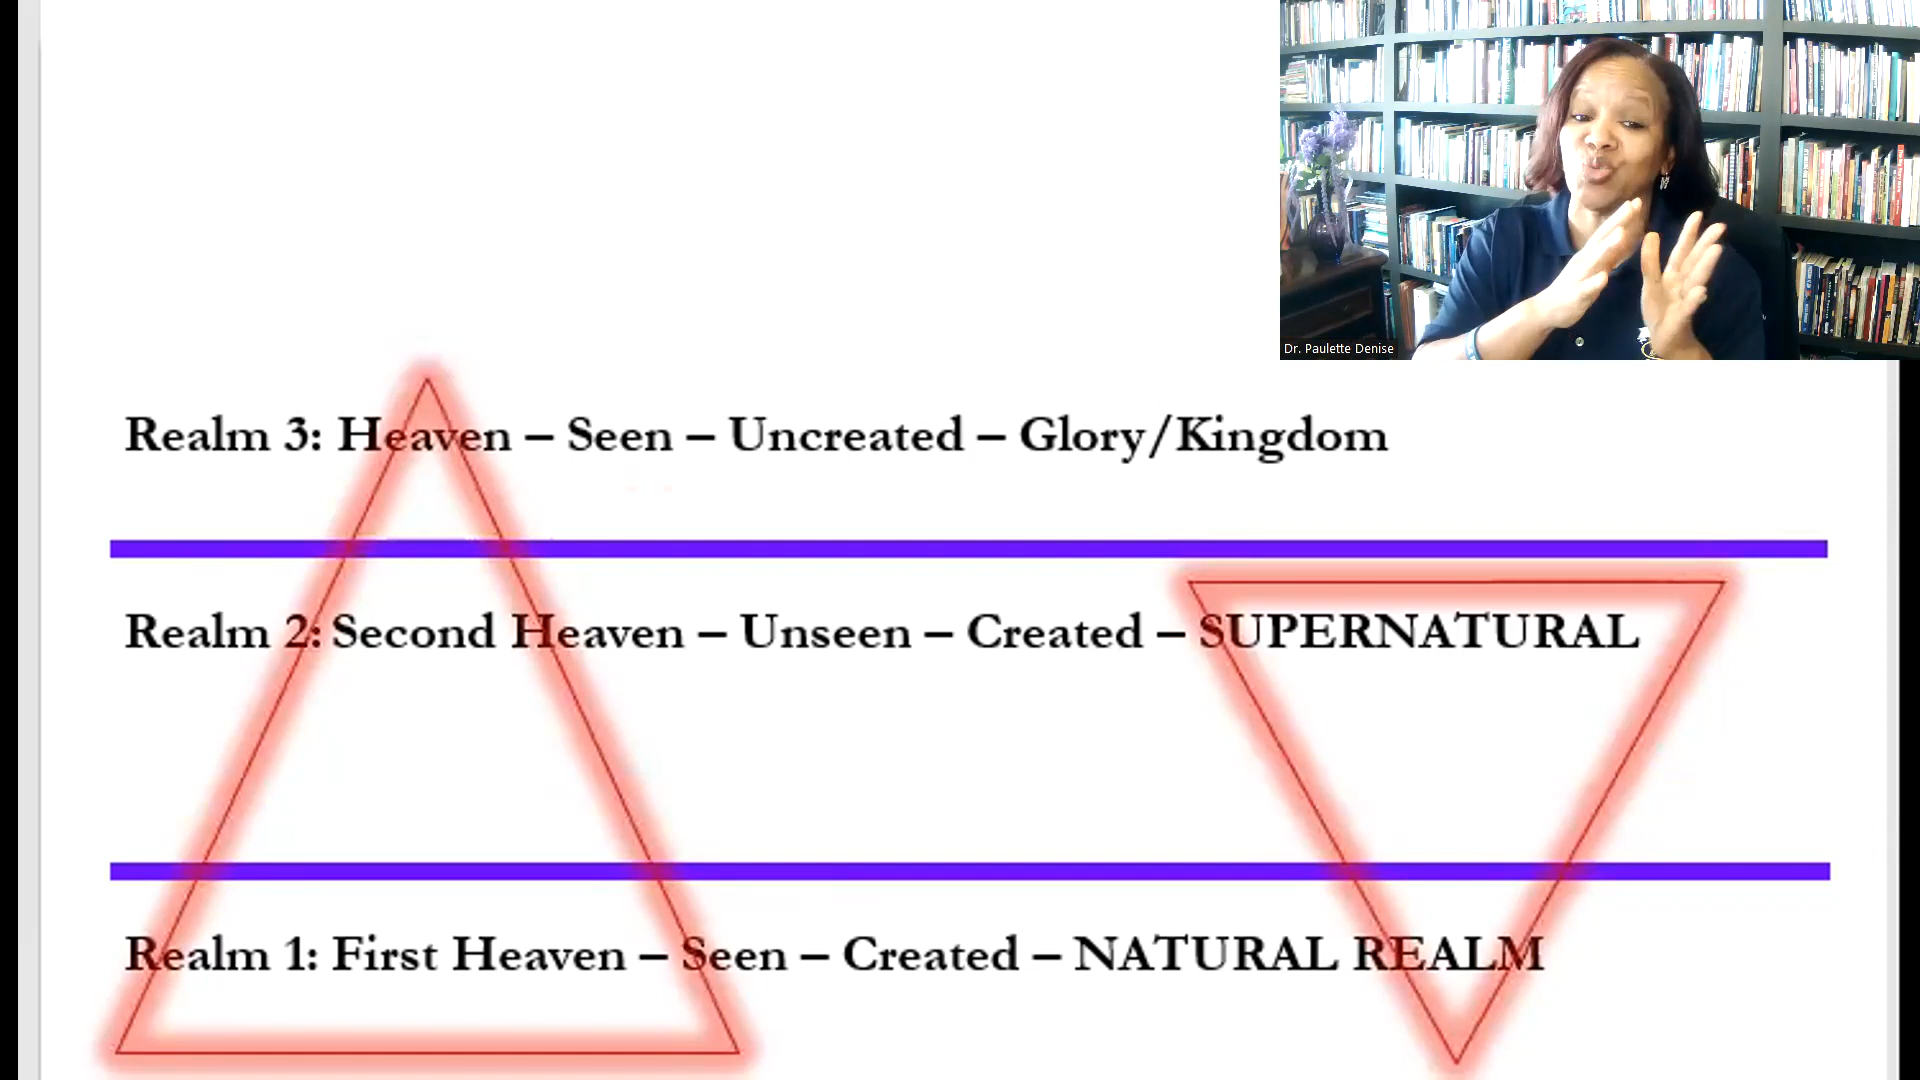 Dr. Paulette Denise
Realm 3: Heaven – Seen – Uncreated – Glory/Kingdom
Realm 2: Second Heaven – Unseen – Created – SUPERNATURAL
Realm 1: First Heaven – Seen – Created – NATURAL REALM